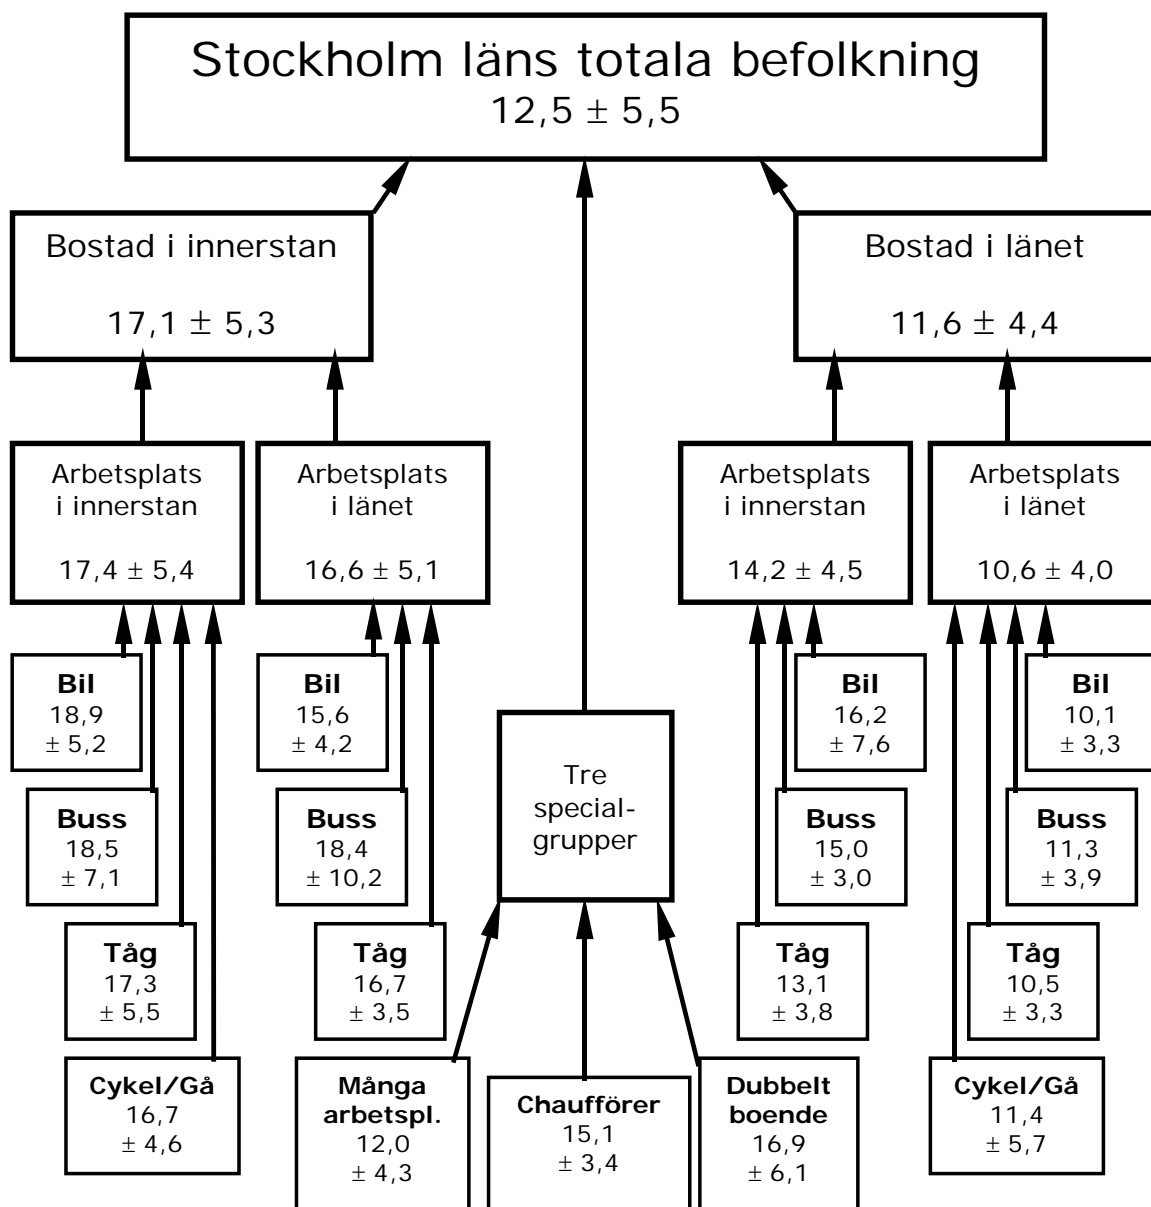 Stockholm läns totala befolkning
12,5 ± 5,5
Bostad i innerstan
17,1 ± 5,3
Bostad i länet
11,6 ± 4,4
Arbetsplats
i innerstan
17,4 ± 5,4
Arbetsplats
i länet
16,6 ± 5,1
Arbetsplats
i innerstan
14,2 ± 4,5
Arbetsplats
i länet
10,6 ± 4,0
Bil
18,9
± 5,2
Bil
15,6
± 4,2
Bil
16,2
± 7,6
Bil
10,1
± 3,3
Tre
special-
grupper
Buss
18,5
± 7,1
Buss
18,4
± 10,2
Buss
15,0
± 3,0
Buss
11,3
± 3,9
Tåg
17,3
± 5,5
Tåg
16,7
± 3,5
Tåg
13,1
± 3,8
Tåg
10,5
± 3,3
Cykel/Gå
16,7
± 4,6
Många
arbetspl.
12,0
± 4,3
Chaufförer
15,1
± 3,4
Dubbelt
boende
16,9
± 6,1
Cykel/Gå
11,4
± 5,7